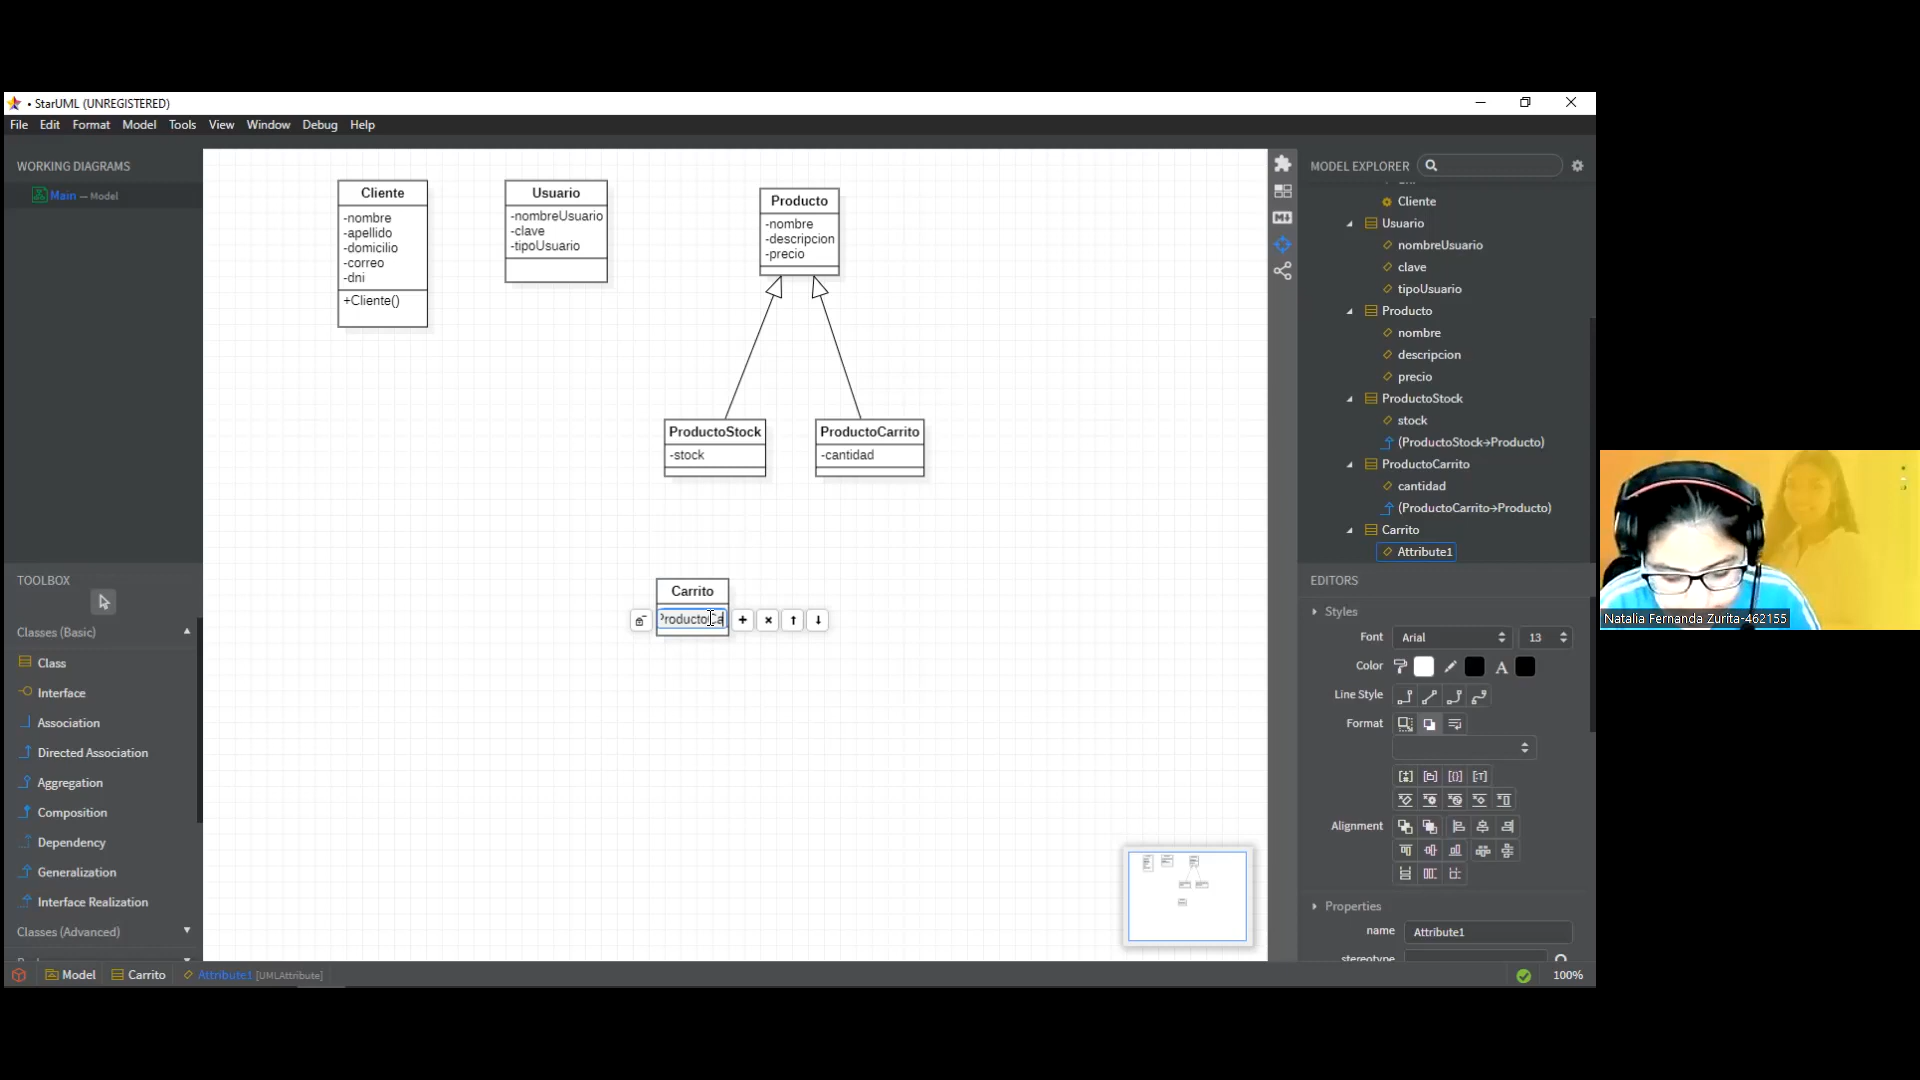 • StarUML (UNREGISTERED)
File Edit Format Model Tools View Window Debug Help
WORKING DIAGRAMS
Main — Model
TOOLBOX
Classes (Basic)
Class
Interface
Association
Directed Association
Aggregation
Composition
Dependency
Generalization
Interface Realization
Classes (Advanced)
Cliente
-nombre
-apellido
-domicilio
-correo
-dni
+Cliente()
Usuario
-nombreUsuario
-clave
-tipoUsuario
Producto
-nombre
-descripcion
-precio
ProductoStock
-stock
ProductoCarrito
-cantidad
Carrito
MODEL EXPLORER
Cliente
Usuario
nombreUsuario
clave
tipoUsuario
Producto
nombre
descripcion
precio
ProductoStock
stock
(ProductoStock→Producto)
ProductoCarrito
cantidad
(ProductoCarrito→Producto)
Carrito
Attribute1
EDITORS
Styles
Font Arial 13
Color A
Line Style
Format
Alignment
Properties
name Attribute1
stereotype
Model Carrito Attribute1 [UMLAttribute]
100%
Natalia Fernanda Zurita-462155